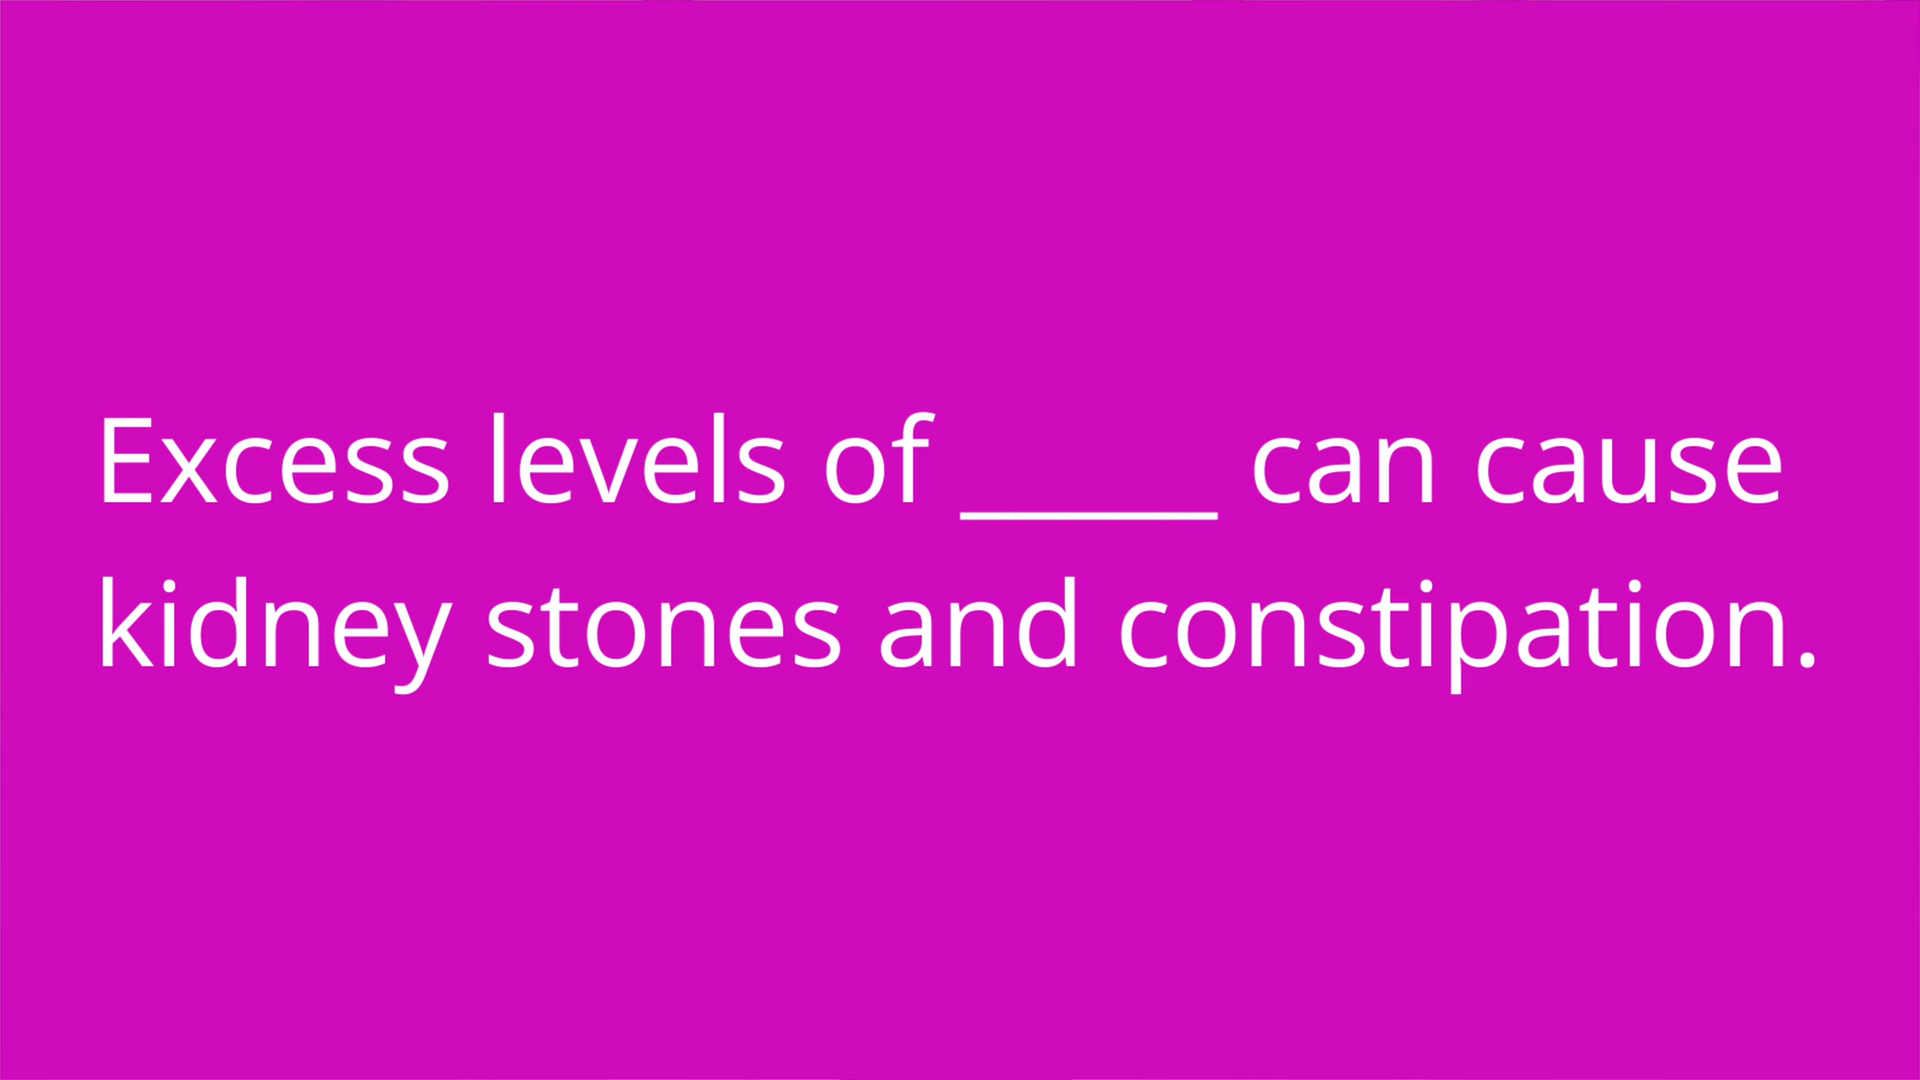 Excess levels of _____ can cause
kidney stones and constipation.